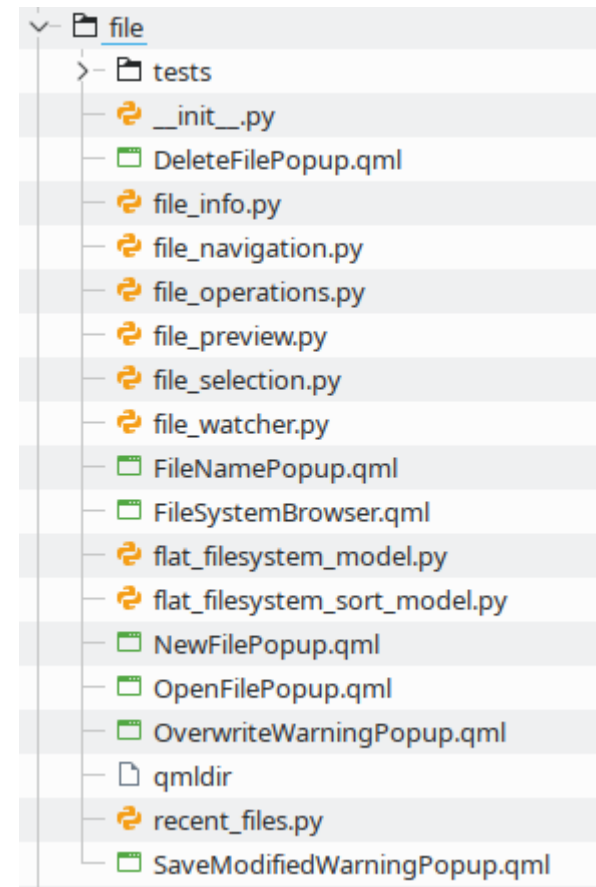 file
tests
__init__.py
DeleteFilePopup.qml
file_info.py
file_navigation.py
file_operations.py
file_preview.py
file_selection.py
file_watcher.py
FileNamePopup.qml
FileSystemBrowser.qml
flat_filesystem_model.py
flat_filesystem_sort_model.py
NewFilePopup.qml
OpenFilePopup.qml
OverwriteWarningPopup.qml
qmldir
recent_files.py
SaveModifiedWarningPopup.qml